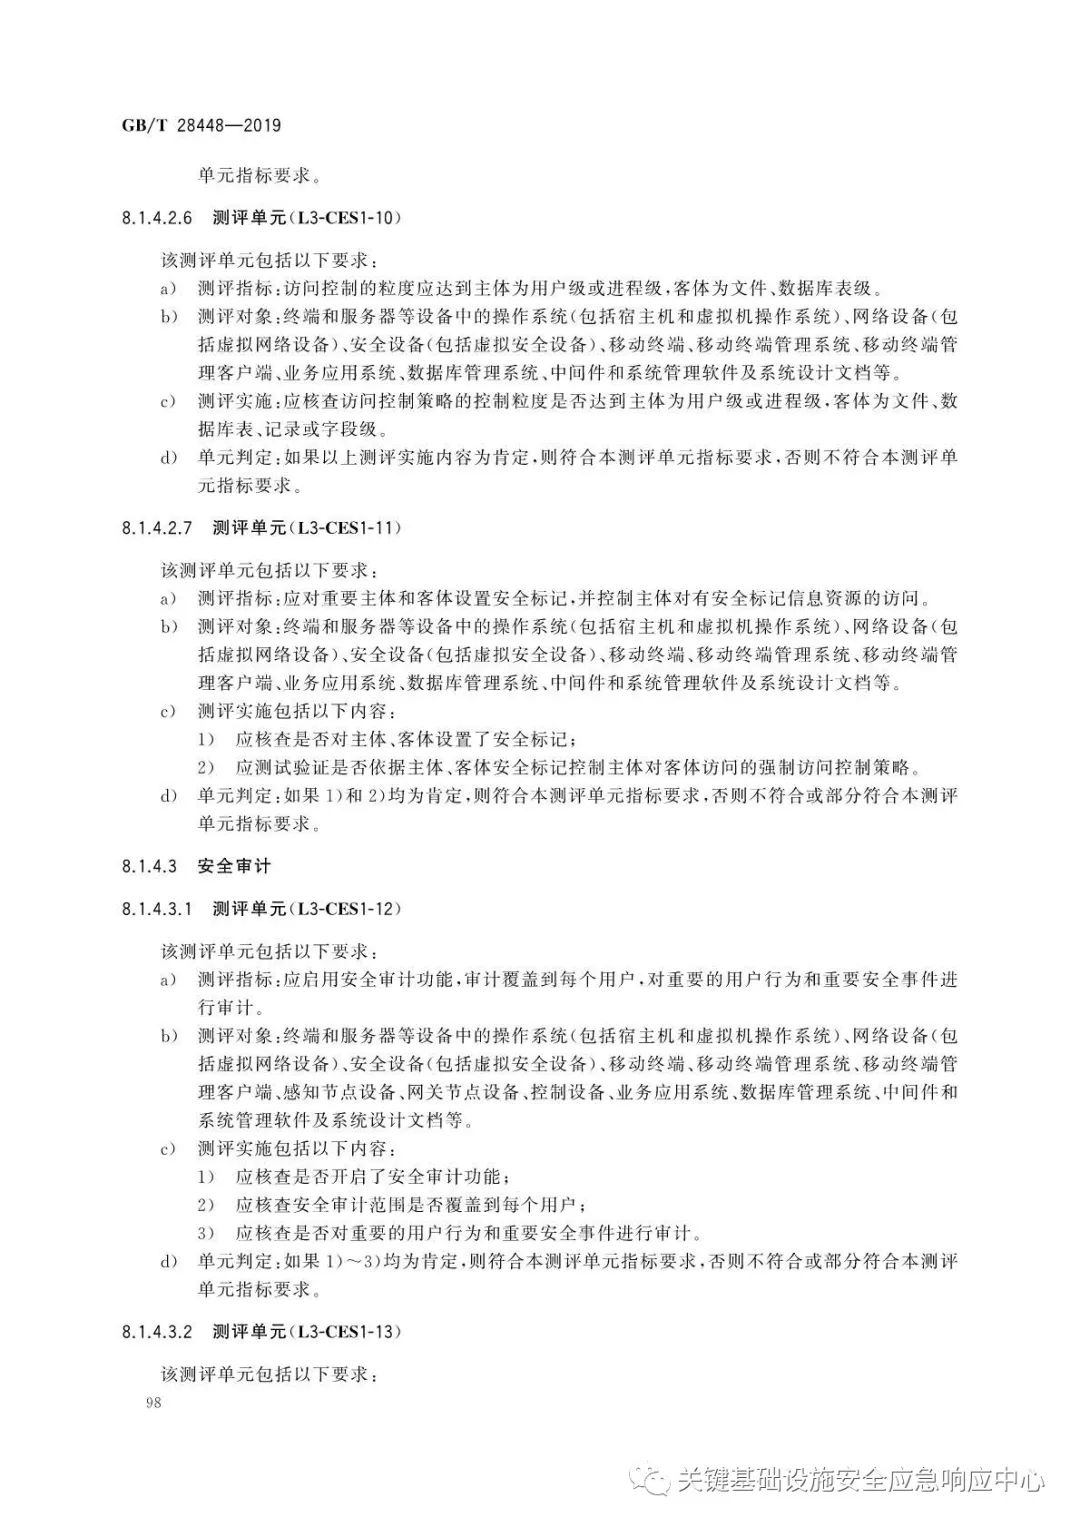 GB/T 28448—2019
单元指标要求。
8.1.4.2.6 测评单元(L3-CES1-10)
该测评单元包括以下要求:
a) 测评指标:访问控制的粒度应达到主体为用户级或进程级,客体为文件、数据库表级。
b) 测评对象:终端和服务器等设备中的操作系统(包括宿主机和虚拟机操作系统)、网络设备(包
括虚拟网络设备)、安全设备(包括虚拟安全设备)、移动终端、移动终端管理系统、移动终端管
理客户端、业务应用系统、数据库管理系统、中间件和系统管理软件及系统设计文档等。
c) 测评实施:应核查访问控制策略的控制粒度是否达到主体为用户级或进程级,客体为文件、数
据库表、记录或字段级。
d) 单元判定:如果以上测评实施内容为肯定,则符合本测评单元指标要求,否则不符合本测评单
元指标要求。
8.1.4.2.7 测评单元(L3-CES1-11)
该测评单元包括以下要求:
a) 测评指标:应对重要主体和客体设置安全标记,并控制主体对有安全标记信息资源的访问。
b) 测评对象:终端和服务器等设备中的操作系统(包括宿主机和虚拟机操作系统)、网络设备(包
括虚拟网络设备)、安全设备(包括虚拟安全设备)、移动终端、移动终端管理系统、移动终端管
理客户端、业务应用系统、数据库管理系统、中间件和系统管理软件及系统设计文档等。
c) 测评实施包括以下内容:
1) 应核查是否对主体、客体设置了安全标记;
2) 应测试验证是否依据主体、客体安全标记控制主体对客体访问的强制访问控制策略。
d) 单元判定:如果 1)和 2)均为肯定,则符合本测评单元指标要求,否则不符合或部分符合本测评
单元指标要求。
8.1.4.3 安全审计
8.1.4.3.1 测评单元(L3-CES1-12)
该测评单元包括以下要求:
a) 测评指标:应启用安全审计功能,审计覆盖到每个用户,对重要的用户行为和重要安全事件进
行审计。
b) 测评对象:终端和服务器等设备中的操作系统(包括宿主机和虚拟机操作系统)、网络设备(包
括虚拟网络设备)、安全设备(包括虚拟安全设备)、移动终端、移动终端管理系统、移动终端管
理客户端、感知节点设备、网关节点设备、控制设备、业务应用系统、数据库管理系统、中间件和
系统管理软件及系统设计文档等。
c) 测评实施包括以下内容:
1) 应核查是否开启了安全审计功能;
2) 应核查安全审计范围是否覆盖到每个用户;
3) 应核查是否对重要的用户行为和重要安全事件进行审计。
d) 单元判定:如果 1)~3)均为肯定,则符合本测评单元指标要求,否则不符合或部分符合本测评
单元指标要求。
8.1.4.3.2 测评单元(L3-CES1-13)
该测评单元包括以下要求:
98
关键基础设施安全应急响应中心